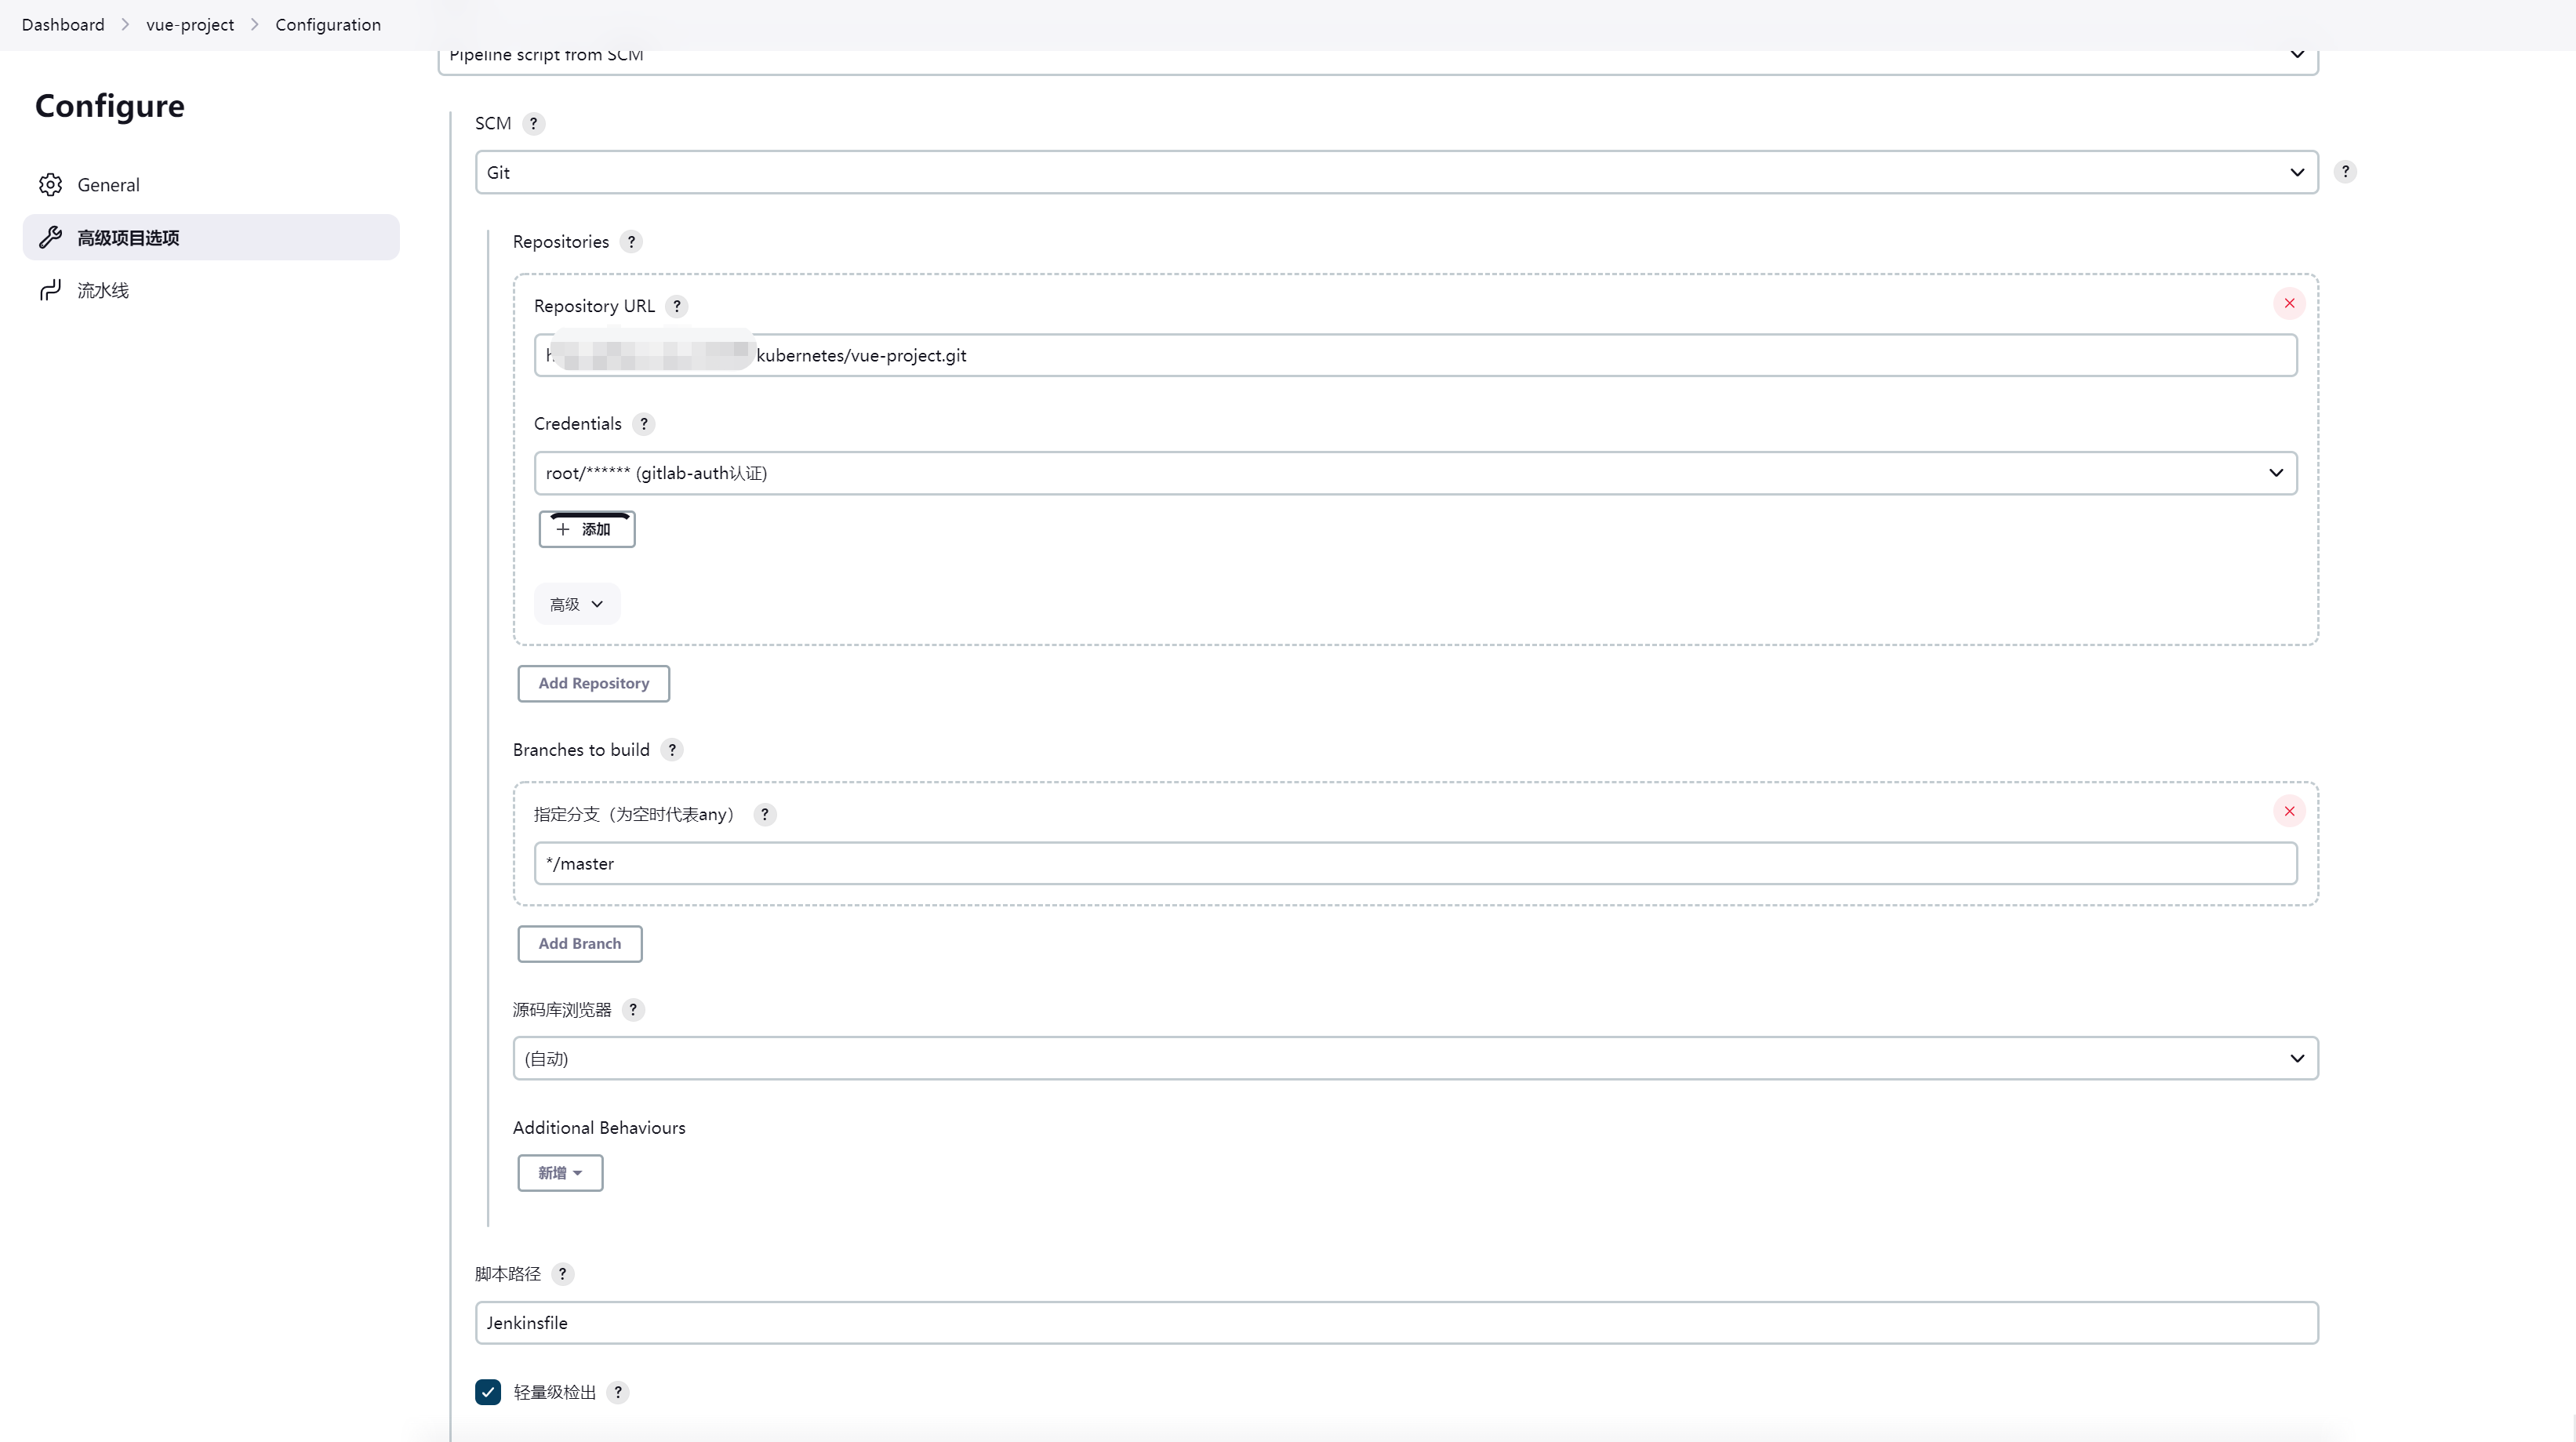 Dashboard > vue-project > Configuration
Configure
General
高级项目选项
流水线
Pipeline script from SCM
SCM ?
Git
?
Repositories ?
Repository URL ?
kubernetes/vue-project.git
Credentials ?
root/****** (gitlab-auth认证)
+ 添加
高级
Add Repository
Branches to build ?
指定分支（为空时代表any） ?
*/master
Add Branch
源码库浏览器 ?
(自动)
Additional Behaviours
新增
脚本路径 ?
Jenkinsfile
轻量级检出 ?